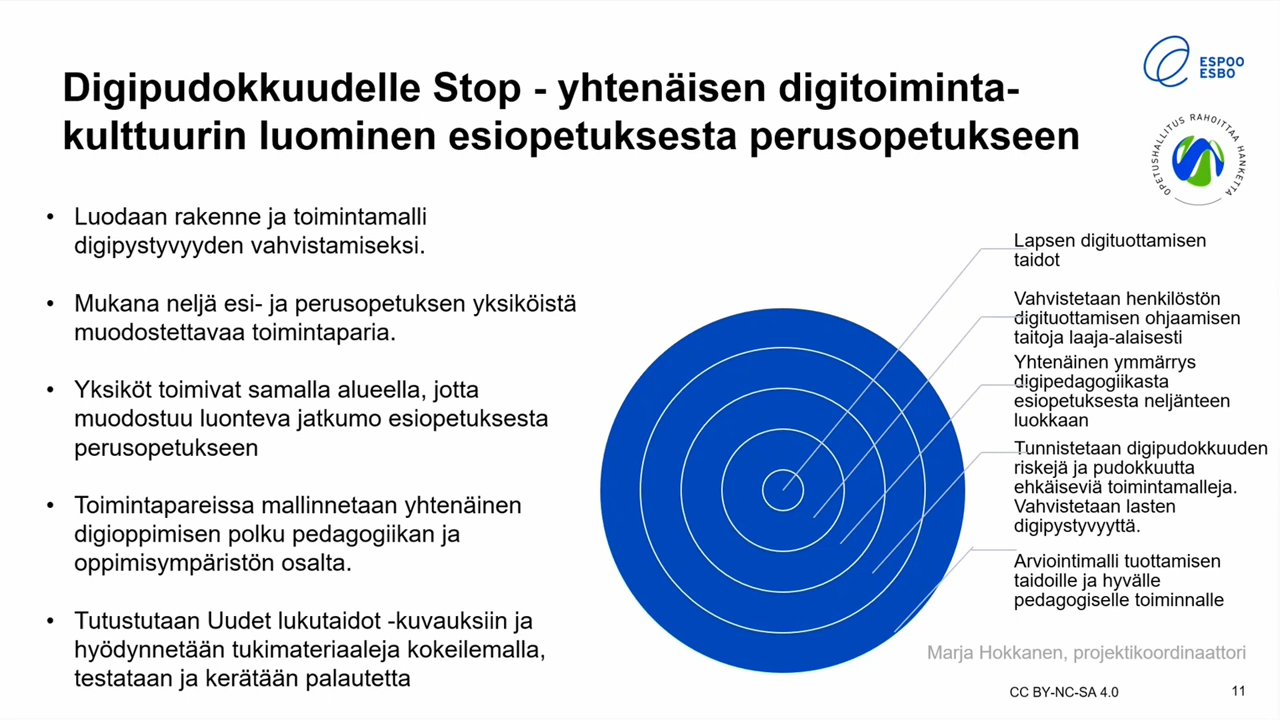 Digipudokkuudelle Stop - yhtenäisen digitoiminta-
kulttuurin luominen esiopetuksesta perusopetukseen
ESPOO
ESBO
OPETUSHALLITUS RAHOITTAA HANKETTA
• Luodaan rakenne ja toimintamalli
digipystyvyyden vahvistamiseksi.
• Mukana neljä esi- ja perusopetuksen yksiköistä
muodostettavaa toimintaparia.
• Yksiköt toimivat samalla alueella, jotta
muodostuu luonteva jatkumo esiopetuksesta
perusopetukseen
• Toimintapareissa mallinnetaan yhtenäinen
digioppimisen polku pedagogiikan ja
oppimisympäristön osalta.
• Tutustutaan Uudet lukutaidot -kuvauksiin ja
hyödynnetään tukimateriaaleja kokeilemalla,
testataan ja kerätään palautetta
Lapsen digituottamisen
taidot
Vahvistetaan henkilöstön
digituottamisen ohjaamisen
taitoja laaja-alaisesti
Yhtenäinen ymmärrys
digipedagogiikasta
esiopetuksesta neljänteen
luokkaan
Tunnistetaan digipudokkuuden
riskejä ja pudokkuutta
ehkäiseviä toimintamalleja.
Vahvistetaan lasten
digipystyvyyttä.
Arviointimalli tuottamisen
taidoille ja hyvälle
pedagogiselle toiminnalle
Marja Hokkanen, projektikoordinaattori
CC BY-NC-SA 4.0
11